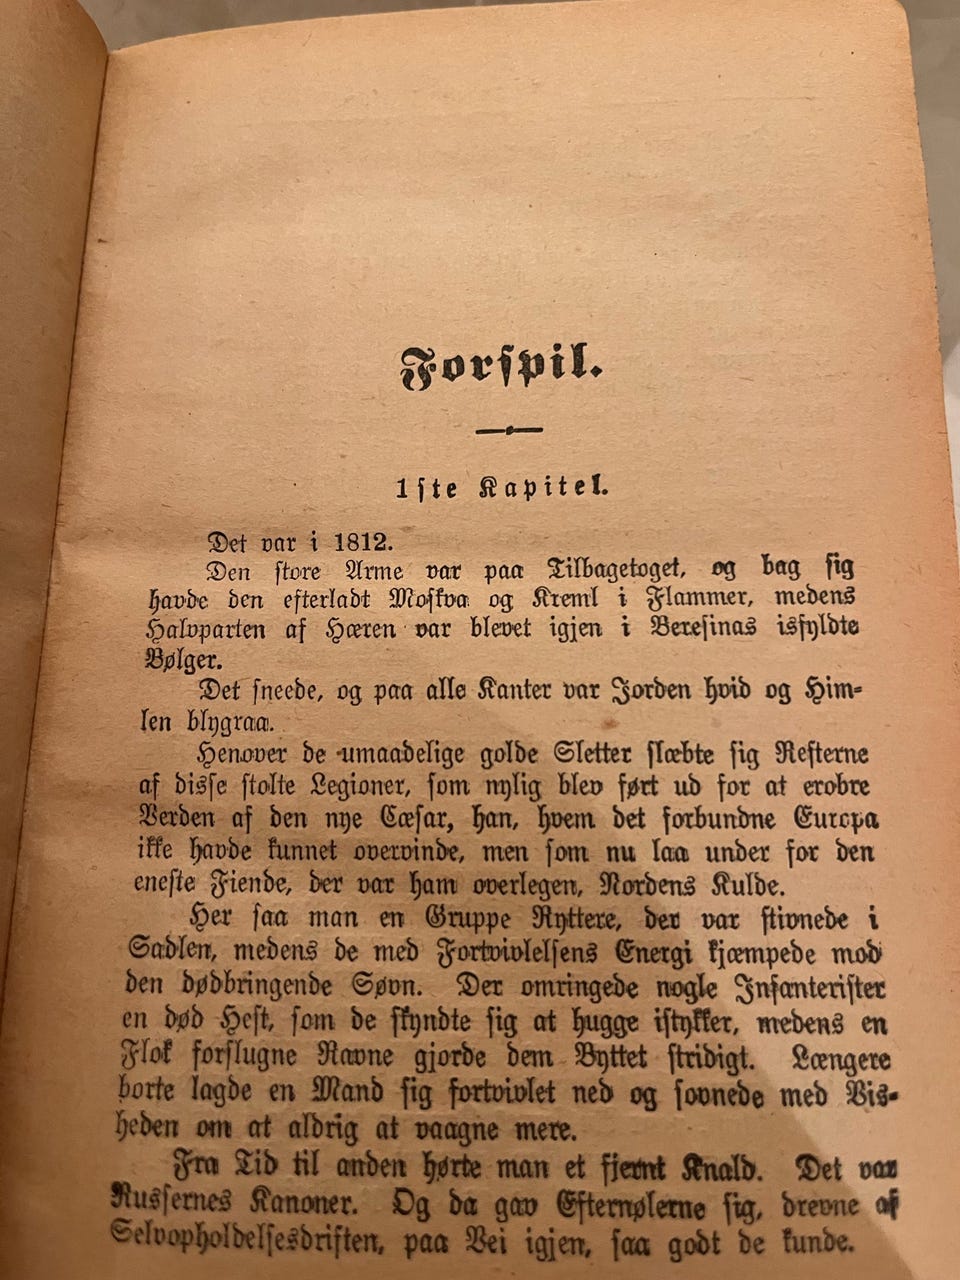 Forspil.
1ste Kapitel.
Det var i 1812.
Den store Arme var paa Tilbagetoget, og bag sig
havde den efterladt Moskva og Kreml i Flammer, medens
Halvparten af Hæren var blevet igjen i Beresinas isfyldte
Bølger.
Det sneede, og paa alle Kanter var Jorden hvid og Him-
len blygraa.
Henover de umaadelige golde Sletter slæbte sig Resterne
af disse stolte Legioner, som nylig blev ført ud for at erobre
Verden af den nye Cæsar, han, hvem det forbundne Europa
ikke havde kunnet overvinde, men som nu laa under for den
eneste Fiende, der var ham overlegen, Nordens Kulde.
Her saa man en Gruppe Ryttere, der var stivnede i
Sadlen, medens de med Fortvivlelsens Energi kjæmpede mod
den dødbringende Søvn. Der omringede nogle Infanterister
en død Hest, som de skyndte sig at hugge istykker, medens en
Flok forslugne Ravne gjorde dem Byttet stridigt. Længere
borte lagde en Mand sig fortvivlet ned og sovnede med Vis-
heden om at aldrig at vaagne mere.
Fra Tid til anden hørte man et fjernt Knald. Det var
Russernes Kanoner. Og da gav Efternølerne sig, drevne af
Selvopholdelsesdriften, paa Vei igjen, saa godt de kunde.